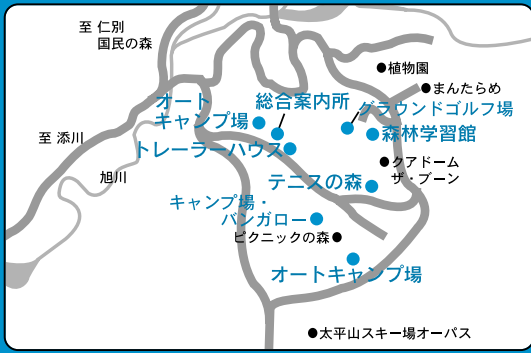 至 仁別
国民の森
植物園
まんたらめ
オート
キャンプ場
総合案内所
グラウンドゴルフ場
至 添川
トレーラーハウス
森林学習館
旭川
クアドーム
ザ・ブーン
テニスの森
キャンプ場・
バンガロー
ピクニックの森
オートキャンプ場
太平山スキー場オーパス